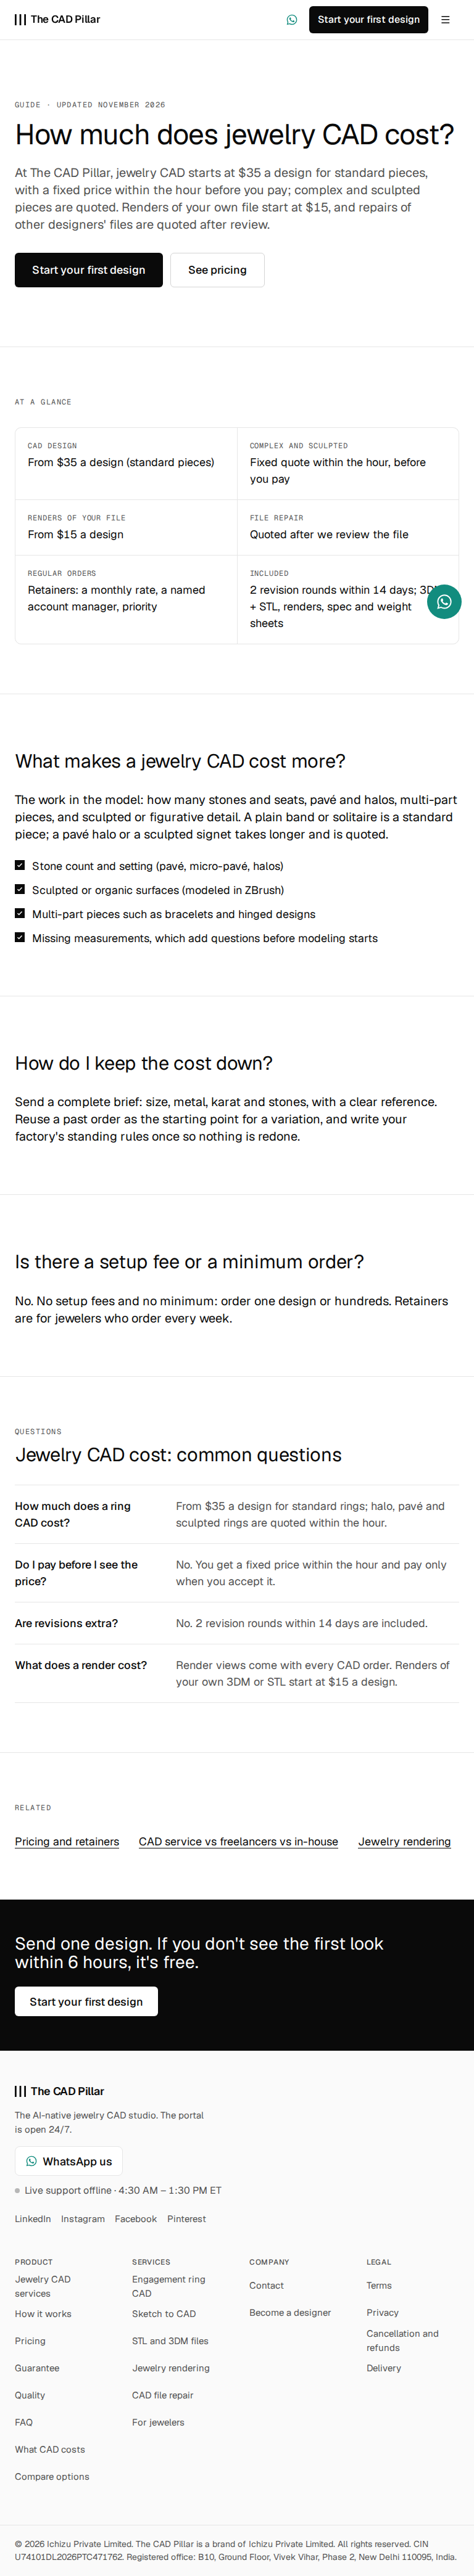 The CAD Pillar
Start your first design
GUIDE · UPDATED NOVEMBER 2026
How much does jewelry CAD cost?
At The CAD Pillar, jewelry CAD starts at $35 a design for standard pieces,
with a fixed price within the hour before you pay; complex and sculpted
pieces are quoted. Renders of your own file start at $15, and repairs of
other designers' files are quoted after review.
Start your first design
See pricing
AT A GLANCE
CAD DESIGN
From $35 a design (standard pieces)
COMPLEX AND SCULPTED
Fixed quote within the hour, before
you pay
RENDERS OF YOUR FILE
From $15 a design
FILE REPAIR
Quoted after we review the file
REGULAR ORDERS
Retainers: a monthly rate, a named
account manager, priority
INCLUDED
2 revision rounds within 14 days;
+ STL, renders, spec and weight
sheets
What makes a jewelry CAD cost more?
The work in the model: how many stones and seats, pavé and halos, multi-part
pieces, and sculpted or figurative detail. A plain band or solitaire is a standard
piece; a pavé halo or a sculpted signet takes longer and is quoted.
Stone count and setting (pavé, micro-pavé, halos)
Sculpted or organic surfaces (modeled in ZBrush)
Multi-part pieces such as bracelets and hinged designs
Missing measurements, which add questions before modeling starts
How do I keep the cost down?
Send a complete brief: size, metal, karat and stones, with a clear reference.
Reuse a past order as the starting point for a variation, and write your
factory's standing rules once so nothing is redone.
Is there a setup fee or a minimum order?
No. No setup fees and no minimum: order one design or hundreds. Retainers
are for jewelers who order every week.
QUESTIONS
Jewelry CAD cost: common questions
How much does a ring
CAD cost?
From $35 a design for standard rings; halo, pavé and
sculpted rings are quoted within the hour.
Do I pay before I see the
price?
No. You get a fixed price within the hour and pay only
when you accept it.
Are revisions extra?
No. 2 revision rounds within 14 days are included.
What does a render cost?
Render views come with every CAD order. Renders of
your own 3DM or STL start at $15 a design.
RELATED
Pricing and retainers
CAD service vs freelancers vs in-house
Jewelry rendering
Send one design. If you don't see the first look
within 6 hours, it's free.
Start your first design
The CAD Pillar
The AI-native jewelry CAD studio. The portal
is open 24/7.
WhatsApp us
Live support offline · 4:30 AM – 1:30 PM ET
LinkedIn
Instagram
Facebook
Pinterest
PRODUCT
Jewelry CAD
services
How it works
Pricing
Guarantee
Quality
FAQ
What CAD costs
Compare options
SERVICES
Engagement ring
CAD
Sketch to CAD
STL and 3DM files
Jewelry rendering
CAD file repair
For jewelers
COMPANY
Contact
Become a designer
LEGAL
Terms
Privacy
Cancellation and
refunds
Delivery
© 2026 Ichizu Private Limited. The CAD Pillar is a brand of Ichizu Private Limited. All rights reserved. CIN
U74101DL2026PTC471762. Registered office: B10, Ground Floor, Vivek Vihar, Phase 2, New Delhi 110095, India.